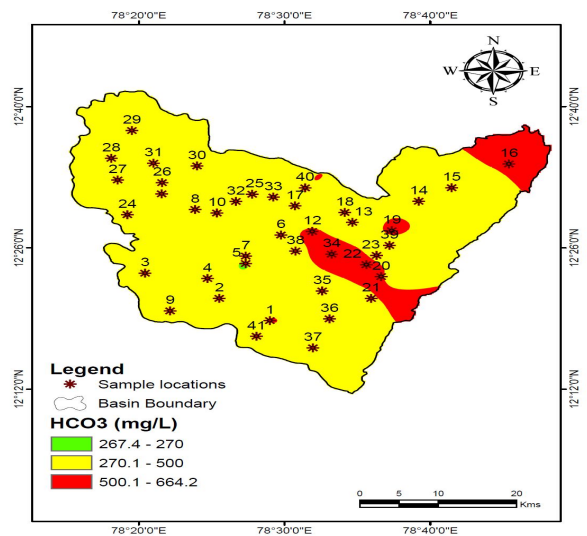 78°20'0"E 78°30'0"E 78°40'0"E
N
W E
S
12°40'0"N 12°40'0"N
29
16
28 31 30
27 26 40 15
25 33 14
24 8 10 32 17 18 13
19
6 12
12°26'0"N 12°26'0"N
7 38 34 23
5 22
3 4 20
2 35 21
9 1 36
41 37
12°12'0"N 12°12'0"N
Legend
Sample locations
Basin Boundary
HCO3 (mg/L)
267.4 - 270
270.1 - 500
500.1 - 664.2
0 5 10 20
Kms
78°20'0"E 78°30'0"E 78°40'0"E